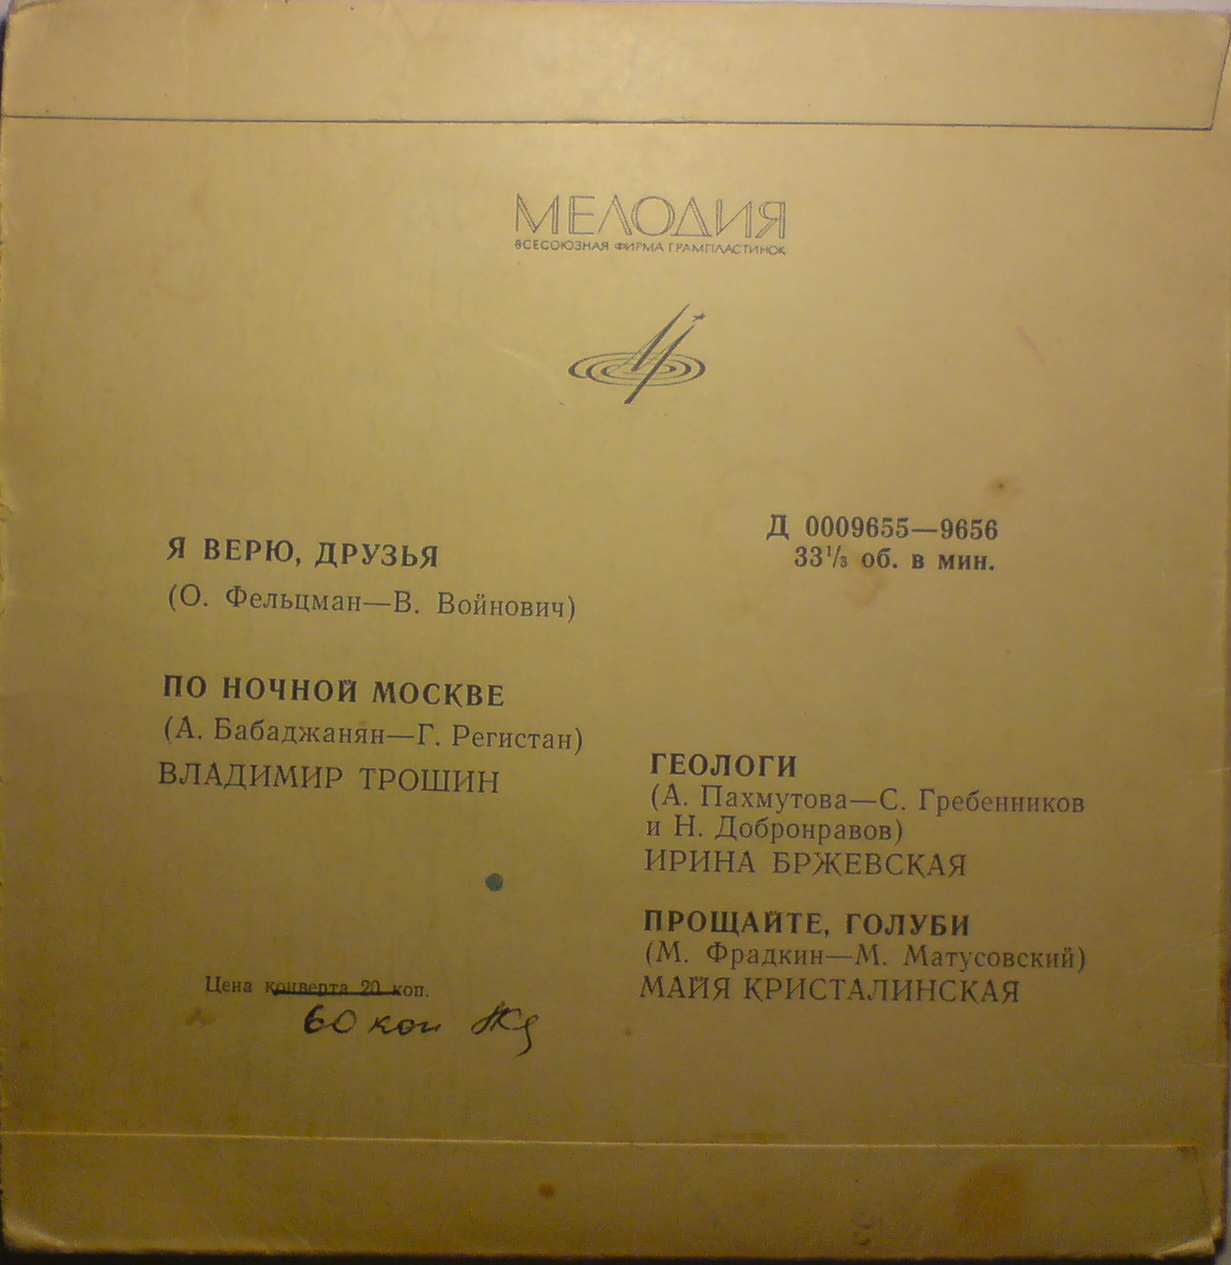 МЕЛОДИЯ
ВСЕСОЮЗНАЯ ФИРМА ГРАМПЛАСТИНОК
Д 0009655—9656
33⅓ об. в мин.
Я ВЕРЮ, ДРУЗЬЯ
(О. Фельцман—В. Войнович)
ПО НОЧНОЙ МОСКВЕ
(А. Бабаджанян—Г. Регистан)
ВЛАДИМИР ТРОШИН
ГЕОЛОГИ
(А. Пахмутова—С. Гребенников
и Н. Добронравов)
ИРИНА БРЖЕВСКАЯ
ПРОЩАЙТЕ, ГОЛУБИ
(М. Фрадкин—М. Матусовский)
МАЙЯ КРИСТАЛИНСКАЯ
Цена конверта 20 коп.
60 коп